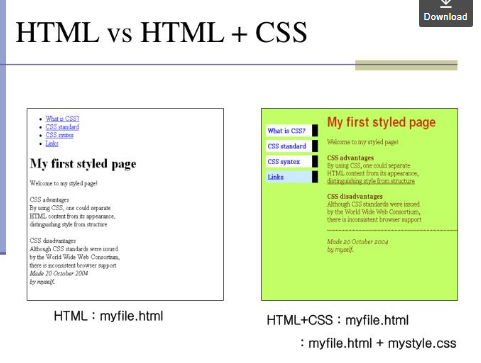 Download
HTML vs HTML + CSS
What is CSS?
CSS standard
CSS syntax
Links
My first styled page
Welcome to my styled page!
CSS advantages
By using CSS, one could separate
HTML content from its appearance,
distinguishing style from structure
CSS disadvantages
Although CSS standards were issued
by the World Wide Web Consortium,
there is inconsistent browser support
Made 20 October 2004
by myself.
HTML : myfile.html
What is CSS?
CSS standard
CSS syntax
Links
My first styled page
Welcome to my styled page!
CSS advantages
By using CSS, one could separate
HTML content from its appearance,
distinguishing style from structure
CSS disadvantages
Although CSS standards were issued
by the World Wide Web Consortium,
there is inconsistent browser support
Made 20 October 2004
by myself.
HTML+CSS : myfile.html
: myfile.html + mystyle.css